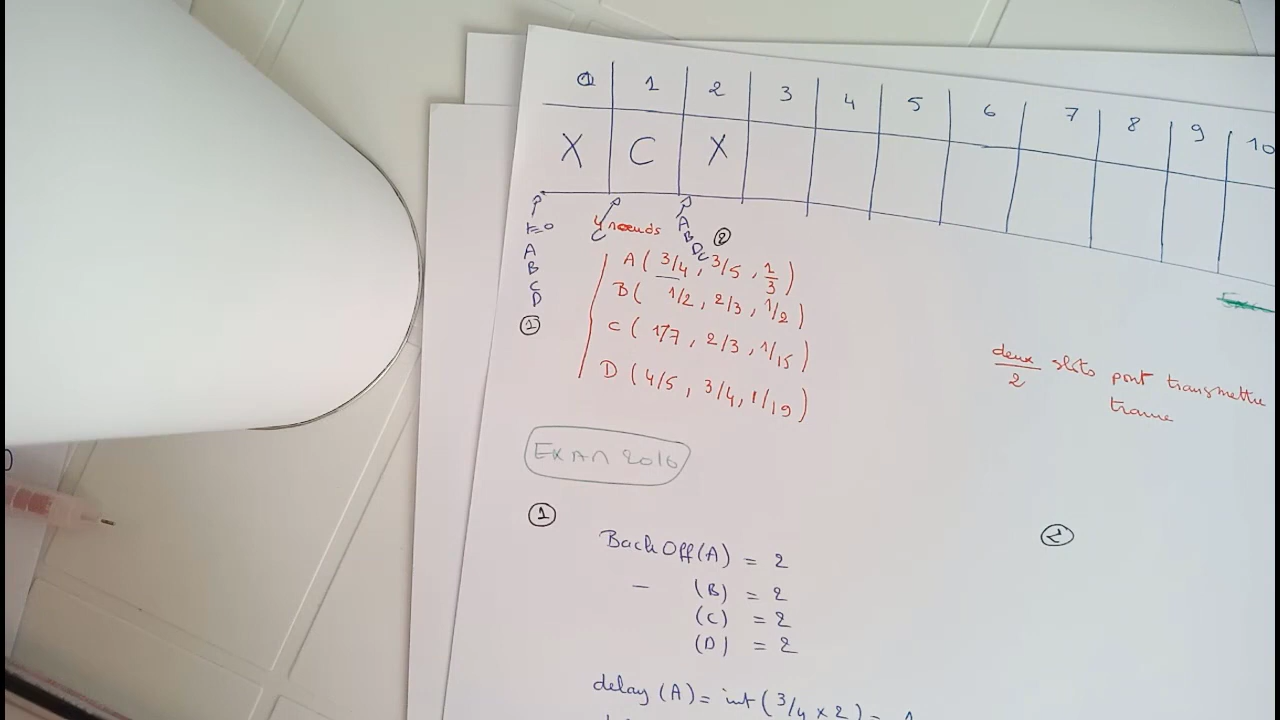 0 1 2 3 4 5 6 7 8 9 10
X C X
t=0 C A
4 noeuds B D C
A B C D
①
②
A ( 3/4 , 3/5 , 1/3 )
B ( 1/2 , 2/3 , 1/2 )
C ( 1/7 , 2/3 , 1/15 )
D ( 4/5 , 3/4 , 1/19 )
deux slots pont transmettre
2 trame
EXAM 2016
① ②
BackOff(A) = 2
— (B) = 2
(C) = 2
(D) = 2
delay (A) = int ( 3/4 x 2 ) = 1